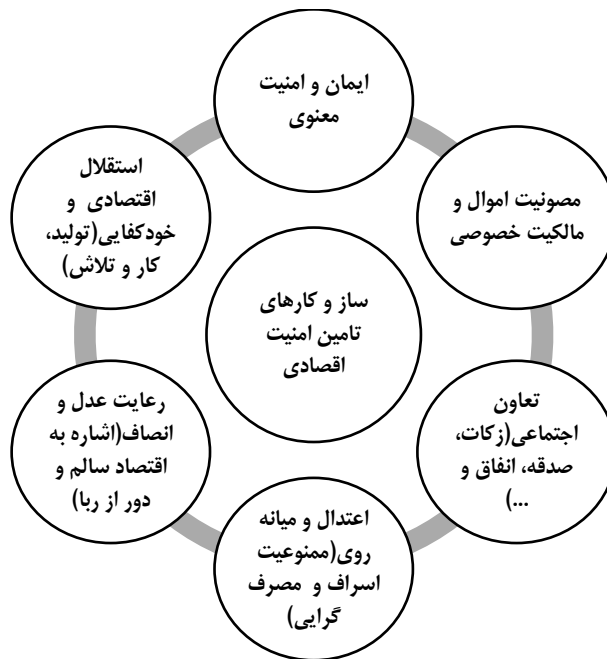 ایمان و امنیت
معنوی
مصونیت اموال و
مالکیت خصوصی
تعاون
اجتماعی(زکات،
صدقه، انفاق و
...)
اعتدال و میانه
روی(ممنوعیت
اسراف و مصرف
گرایی)
رعایت عدل و
انصاف(اشاره به
اقتصاد سالم و
دور از ربا)
استقلال
اقتصادی و
خودکفایی(تولید،
کار و تلاش)
ساز و کارهای
تامین امنیت
اقصادی